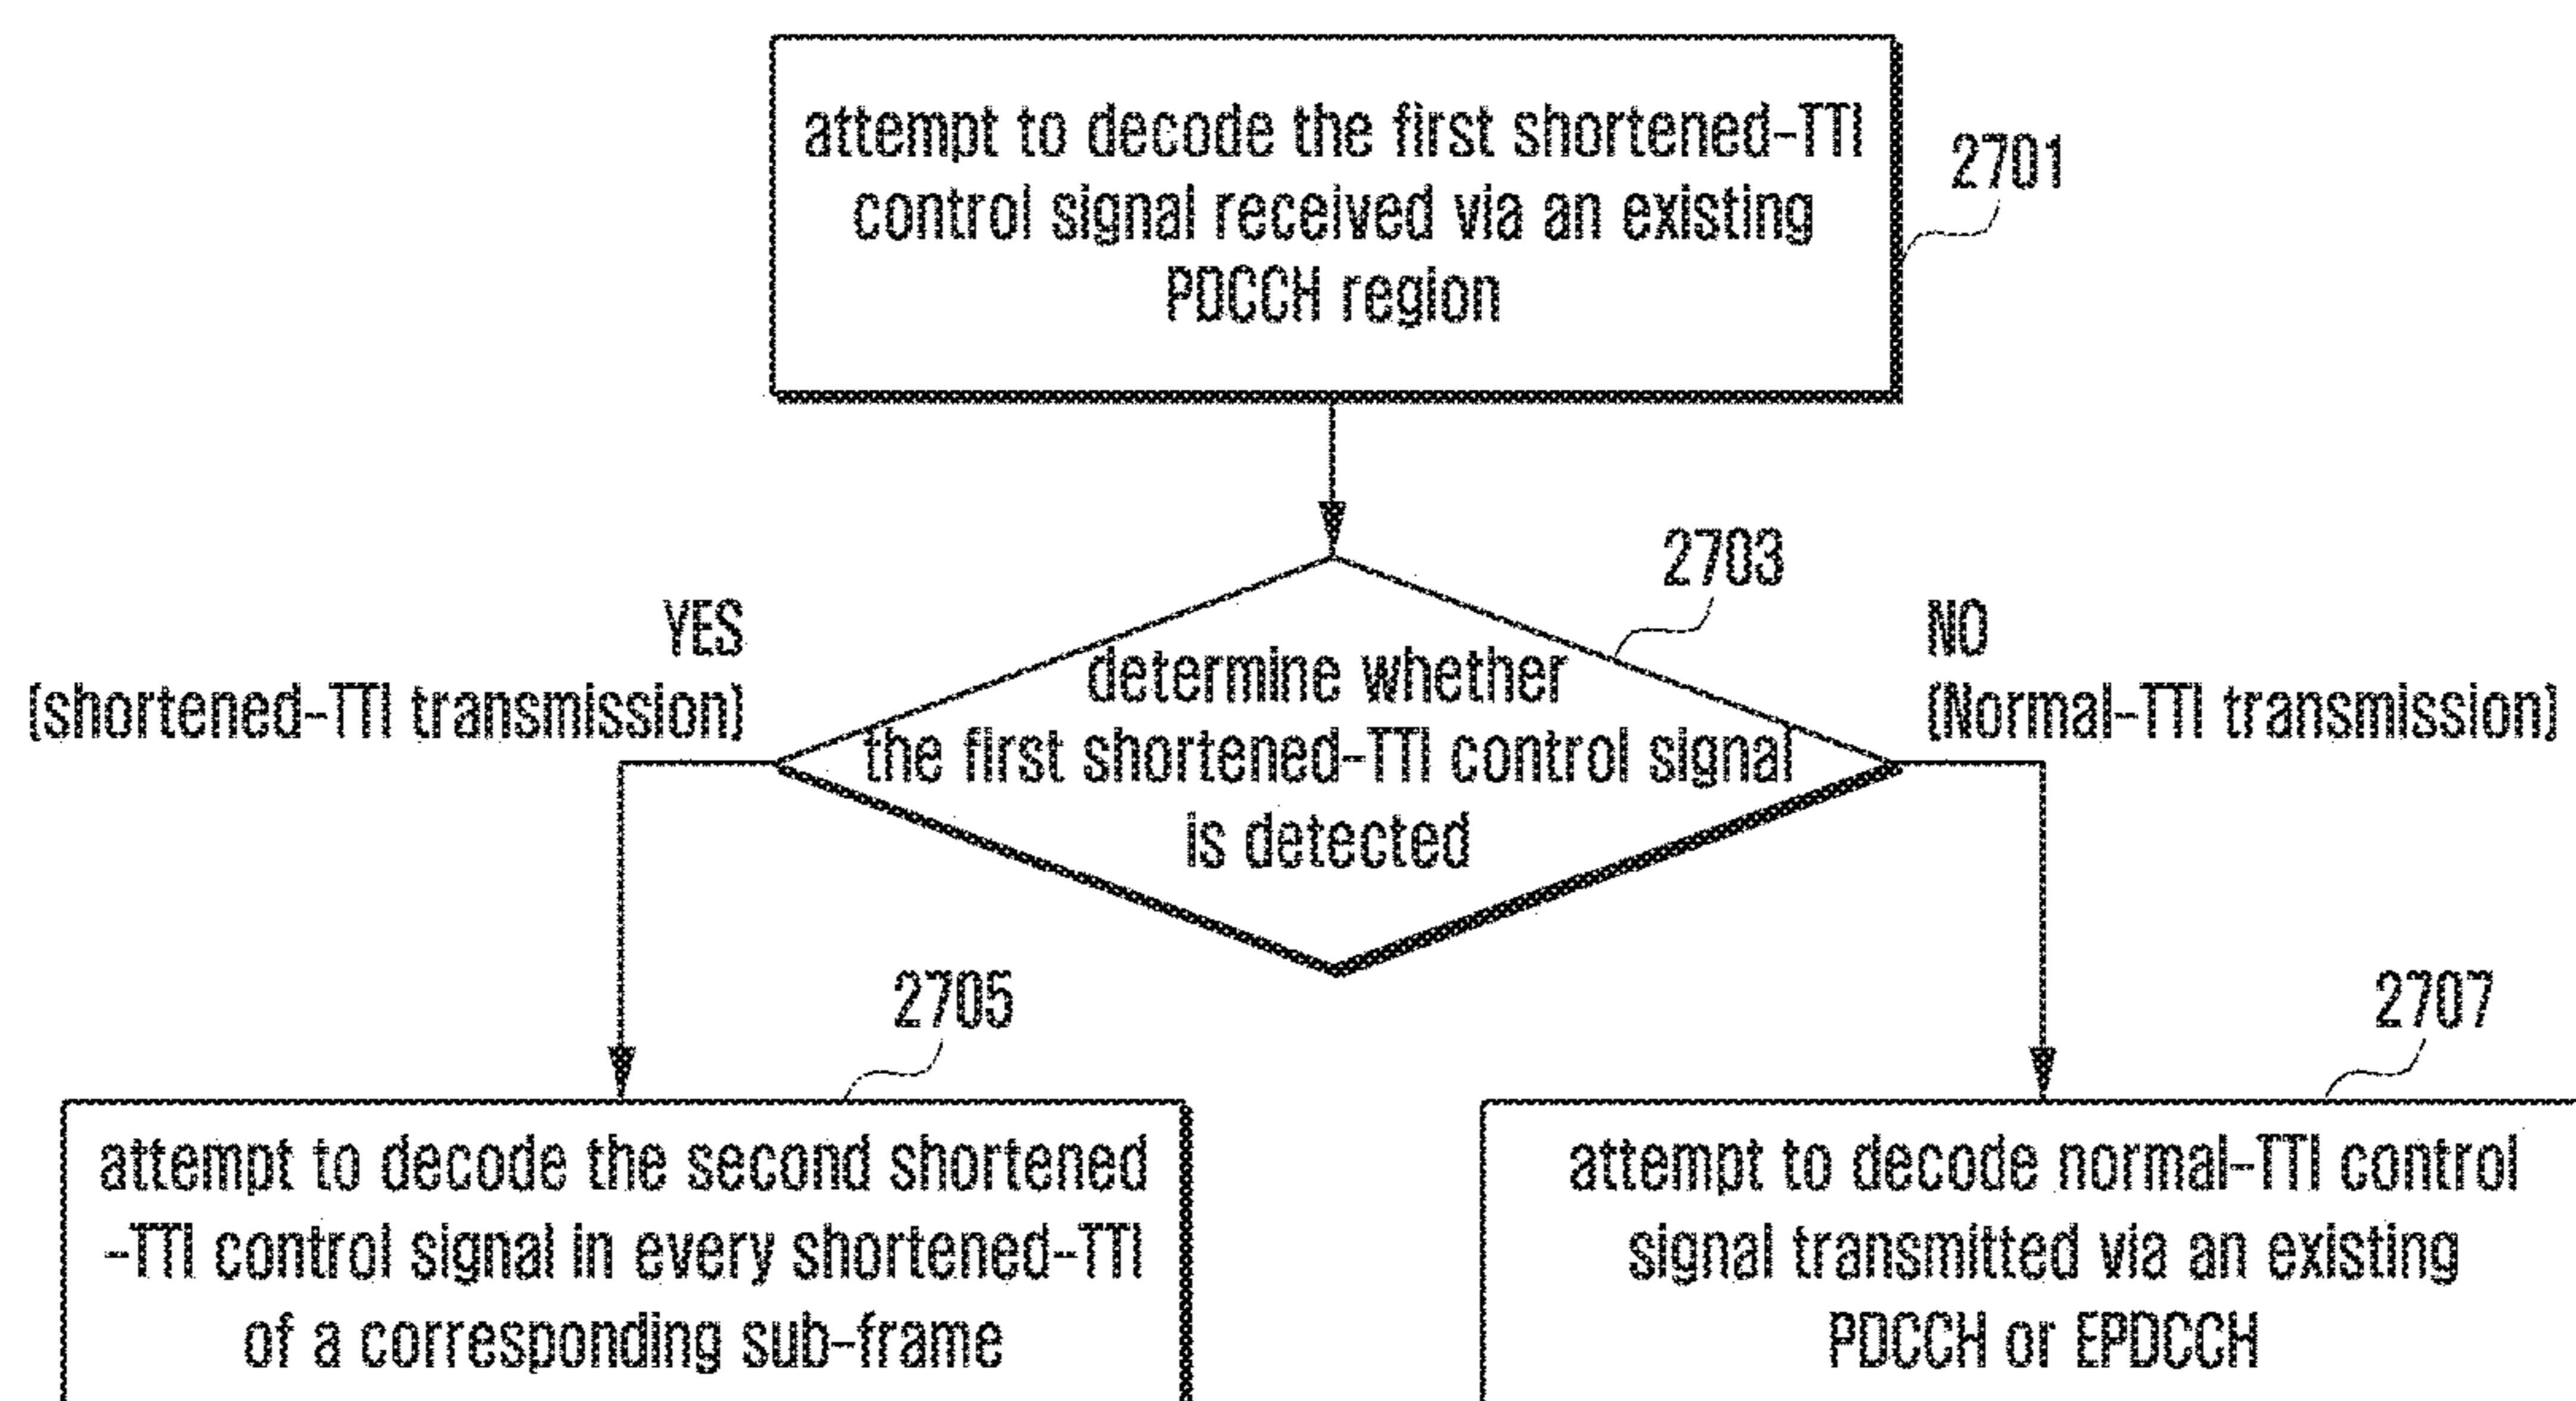 attempt to decode the first shortened-TTI
control signal received via an existing
PDCCH region
2701
2703
YES
(shortened-TTI transmission)
NO
(Normal-TTI transmission)
determine whether
the first shortened-TTI control signal
is detected
2705
2707
attempt to decode the second shortened
-TTI control signal in every shortened-TTI
of a corresponding sub-frame
attempt to decode normal-TTI control
signal transmitted via an existing
PDCCH or EPDCCH